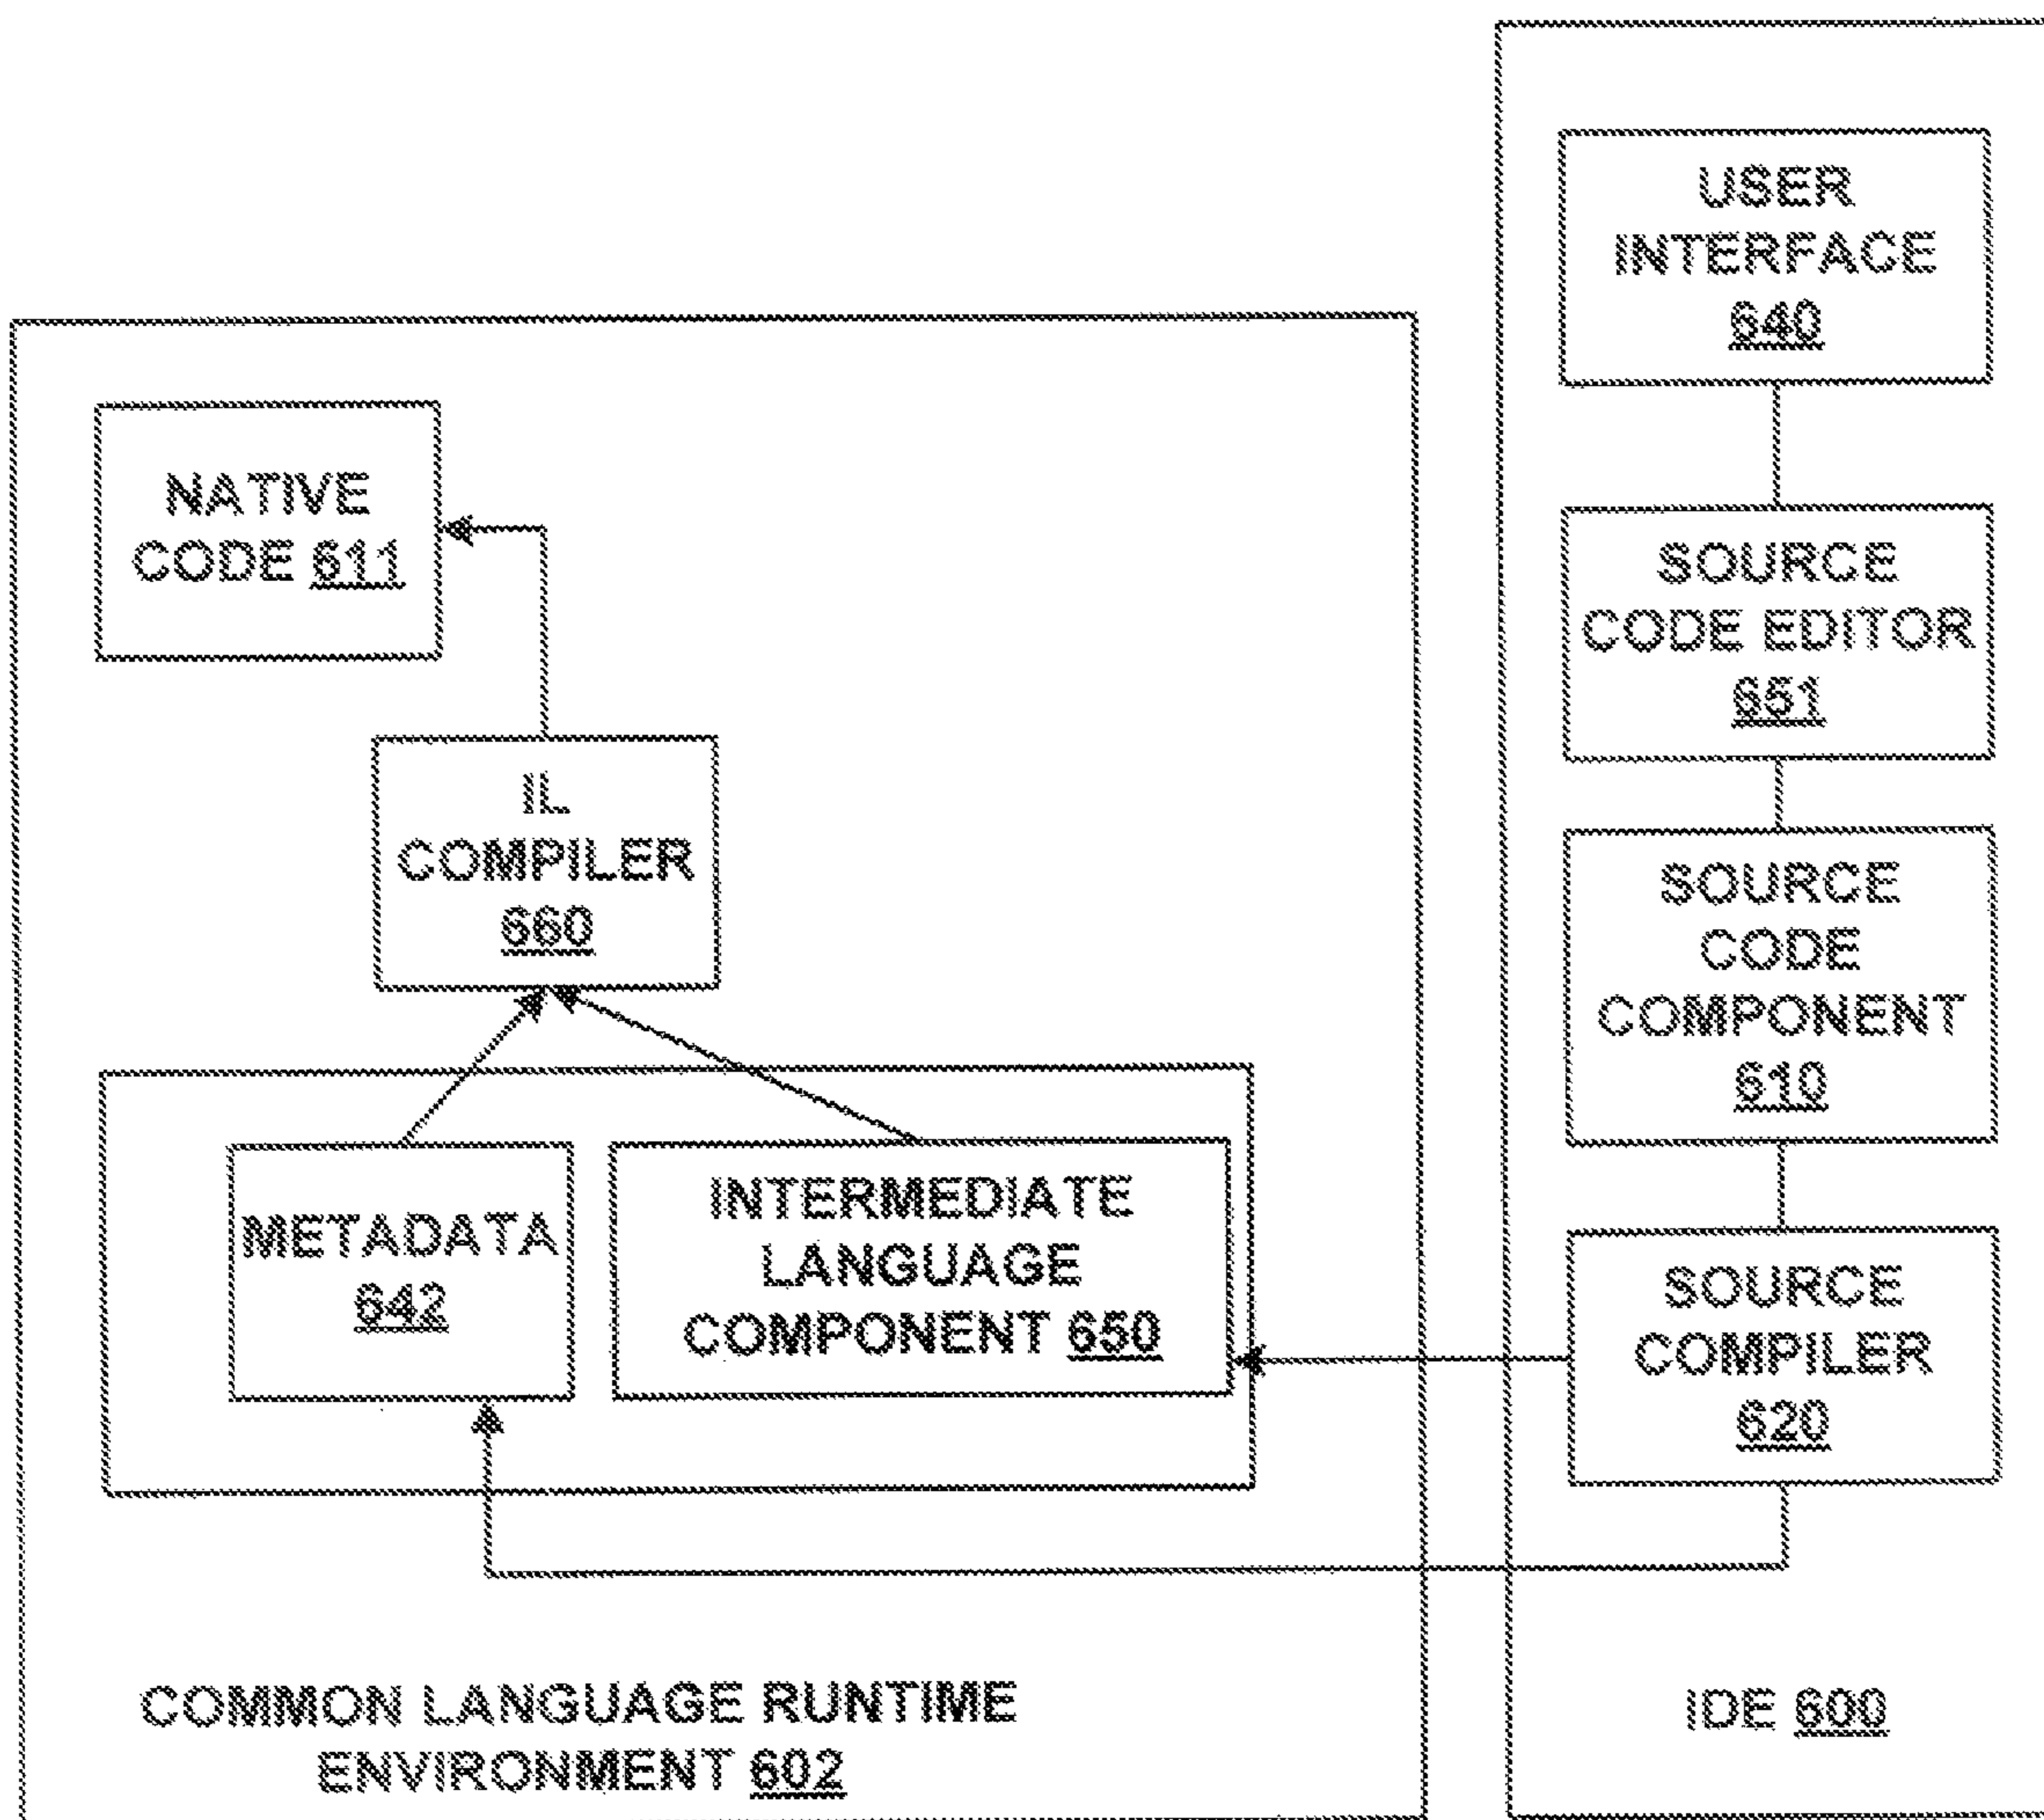 USER
INTERFACE
640
NATIVE
CODE 611
SOURCE
CODE EDITOR
651
IL
COMPILER
660
SOURCE
CODE
COMPONENT
610
METADATA
642
INTERMEDIATE
LANGUAGE
COMPONENT 650
SOURCE
COMPILER
620
COMMON LANGUAGE RUNTIME
ENVIRONMENT 602
IDE 600